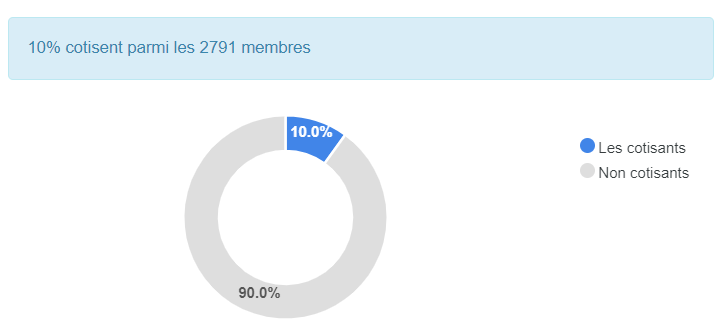 10% cotisent parmi les 2791 membres
10.0%
Les cotisants
Non cotisants
90.0%